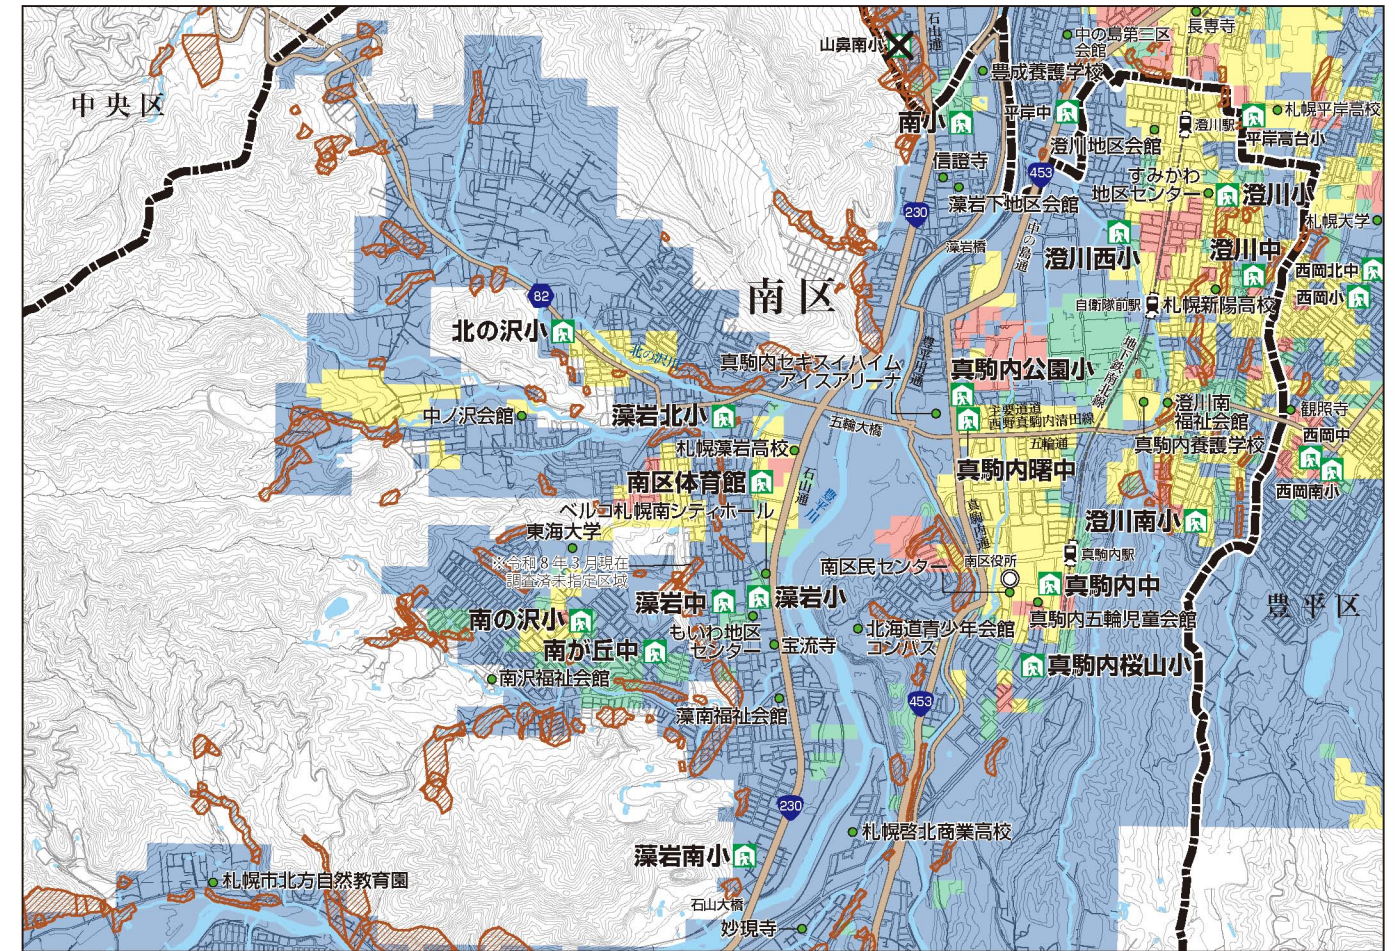 中央区
山鼻南小
石山通
中の島第三区
会館
長専寺
豊成養護学校
南小
平岸中
澄川駅
札幌平岸高校
平岸高台小
信證寺
澄川地区会館
453
すみかわ
地区センター
澄川小
藻岩下地区会館
230
札幌大学
藻岩橋
中の島通
澄川西小
澄川中
西岡北中
西岡小
南区
82
自衛隊前駅
札幌新陽高校
北の沢小
北の沢川
豊平川通
地下鉄南北線
真駒内セキスイハイム
アイスアリーナ
真駒内公園小
中ノ沢会館
藻岩北小
主要道道
西野真駒内清田線
澄川南
福祉会館
観照寺
五輪大橋
五輪通
真駒内養護学校
西岡中
札幌藻岩高校
石山通
豊平川
真駒内曙中
南区体育館
西岡南小
ベルコ札幌南シティホール
真駒内通
澄川南小
東海大学
※令和8年3月現在
調査済未指定区域
南区民センター
南区役所
真駒内駅
真駒内中
藻岩中
藻岩小
豊平区
南の沢小
もいわ地区
センター
北海道青少年会館
コンパス
真駒内五輪児童会館
南が丘中
宝流寺
真駒内桜山小
南沢福祉会館
453
藻南福祉会館
230
札幌啓北商業高校
藻岩南小
札幌市北方自然教育園
石山大橋
妙現寺